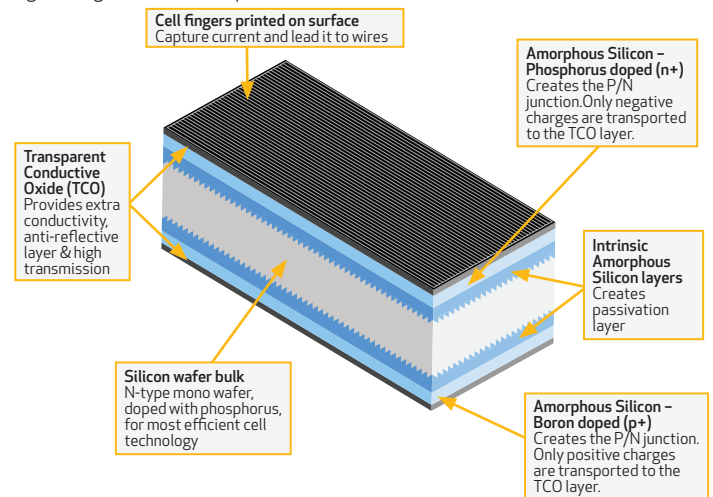 Cell fingers printed on surface
Capture current and lead it to wires
Amorphous Silicon –
Phosphorus doped (n+)
Creates the P/N
junction.Only negative
charges are transported
to the TCO layer.
Transparent
Conductive
Oxide (TCO)
Provides extra
conductivity,
anti-reflective
layer & high
transmission
Intrinsic
Amorphous
Silicon layers
Creates
passivation
layer
Silicon wafer bulk
N-type mono wafer,
doped with phosphorus,
for most efficient cell
technology
Amorphous Silicon –
Boron doped (p+)
Creates the P/N junction.
Only positive charges
are transported to the
TCO layer.